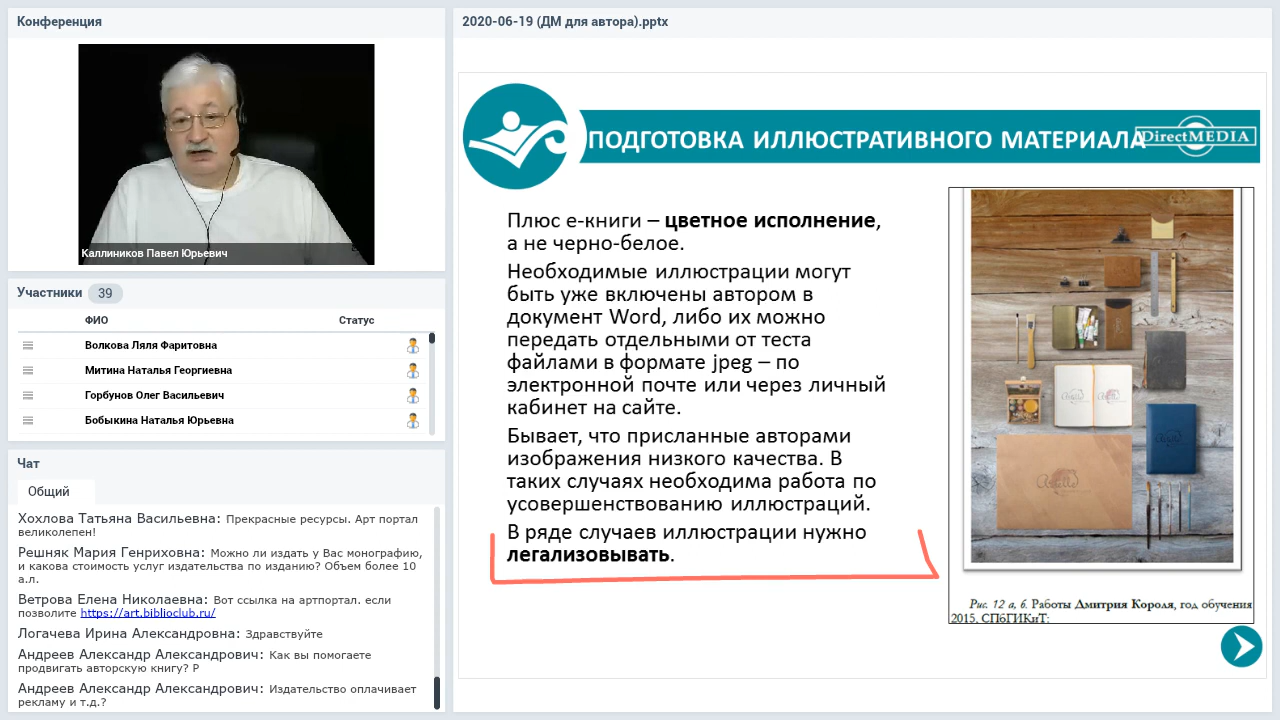 Конференция
Каллиников Павел Юрьевич
Участники 39
ФИО Статус
Волкова Ляля Фаритовна
Митина Наталья Георгиевна
Горбунов Олег Васильевич
Бобыкина Наталья Юрьевна
Чат
Общий
Хохлова Татьяна Васильевна: Прекрасные ресурсы. Арт портал
великолепен!
Решняк Мария Генриховна: Можно ли издать у Вас монографию,
и какова стоимость услуг издательства по изданию? Объем более 10
а.л.
Ветрова Елена Николаевна: Вот ссылка на артпортал. если
позволите https://art.biblioclub.ru/
Логачева Ирина Александровна: Здравствуйте
Андреев Александр Александрович: Как вы помогаете
продвигать авторскую книгу? Р
Андреев Александр Александрович: Издательство оплачивает
рекламу и т.д.?
2020-06-19 (ДМ для автора).pptx
ПОДГОТОВКА ИЛЛЮСТРАТИВНОГО МАТЕРИАЛА
DirectMEDIA
Плюс е-книги – цветное исполнение,
а не черно-белое.
Необходимые иллюстрации могут
быть уже включены автором в
документ Word, либо их можно
передать отдельными от теста
файлами в формате jpeg – по
электронной почте или через личный
кабинет на сайте.
Бывает, что присланные авторами
изображения низкого качества. В
таких случаях необходима работа по
усовершенствованию иллюстраций.
В ряде случаев иллюстрации нужно
легализовывать.
Рис. 12 а, б. Работы Дмитрия Короля, год обучения
2015, СПбГИКиТ: